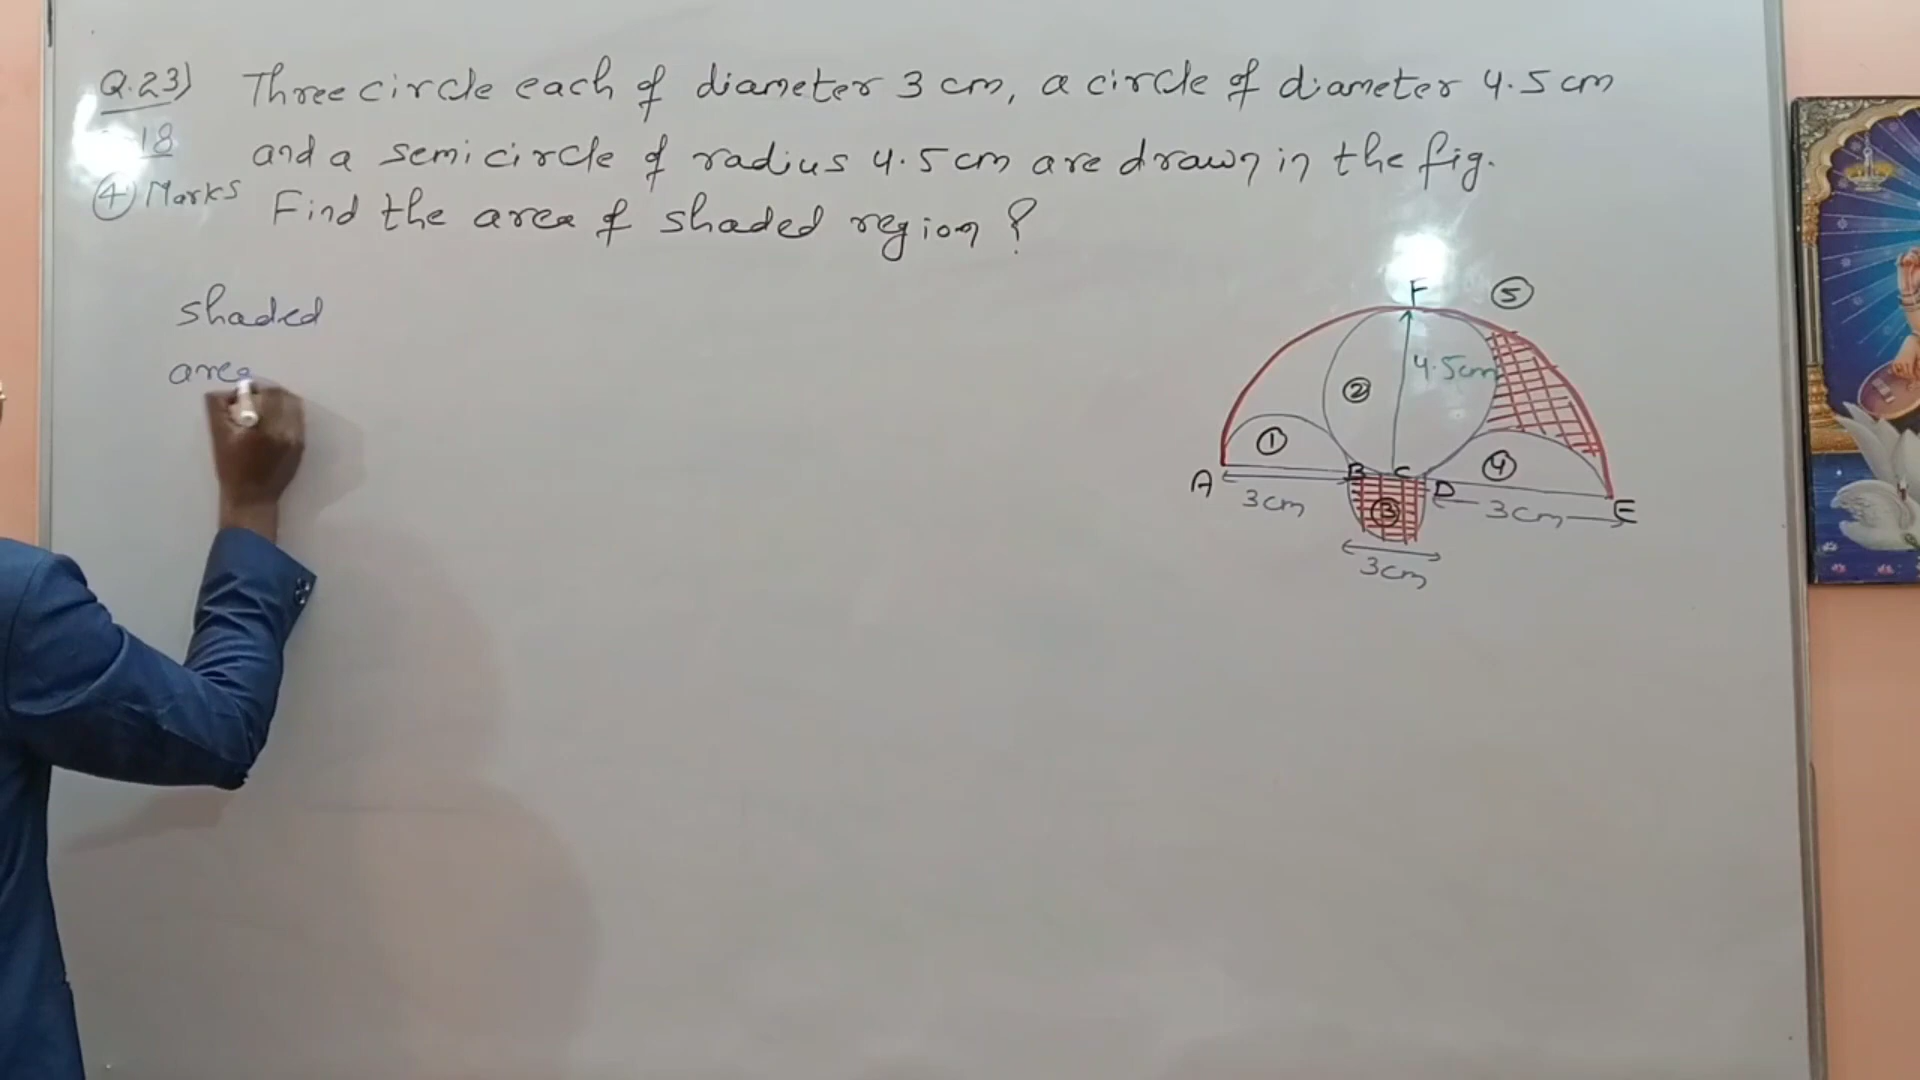 Q.23) Three circle each of diameter 3 cm, a circle of diameter 4.5 cm
18 and a semicircle of radius 4.5 cm are drawn in the fig.
④ Marks Find the area of shaded region ?
shaded
area
F ⑤
4.5cm
②
① ④
A B C D E
3cm ③ 3cm
3cm